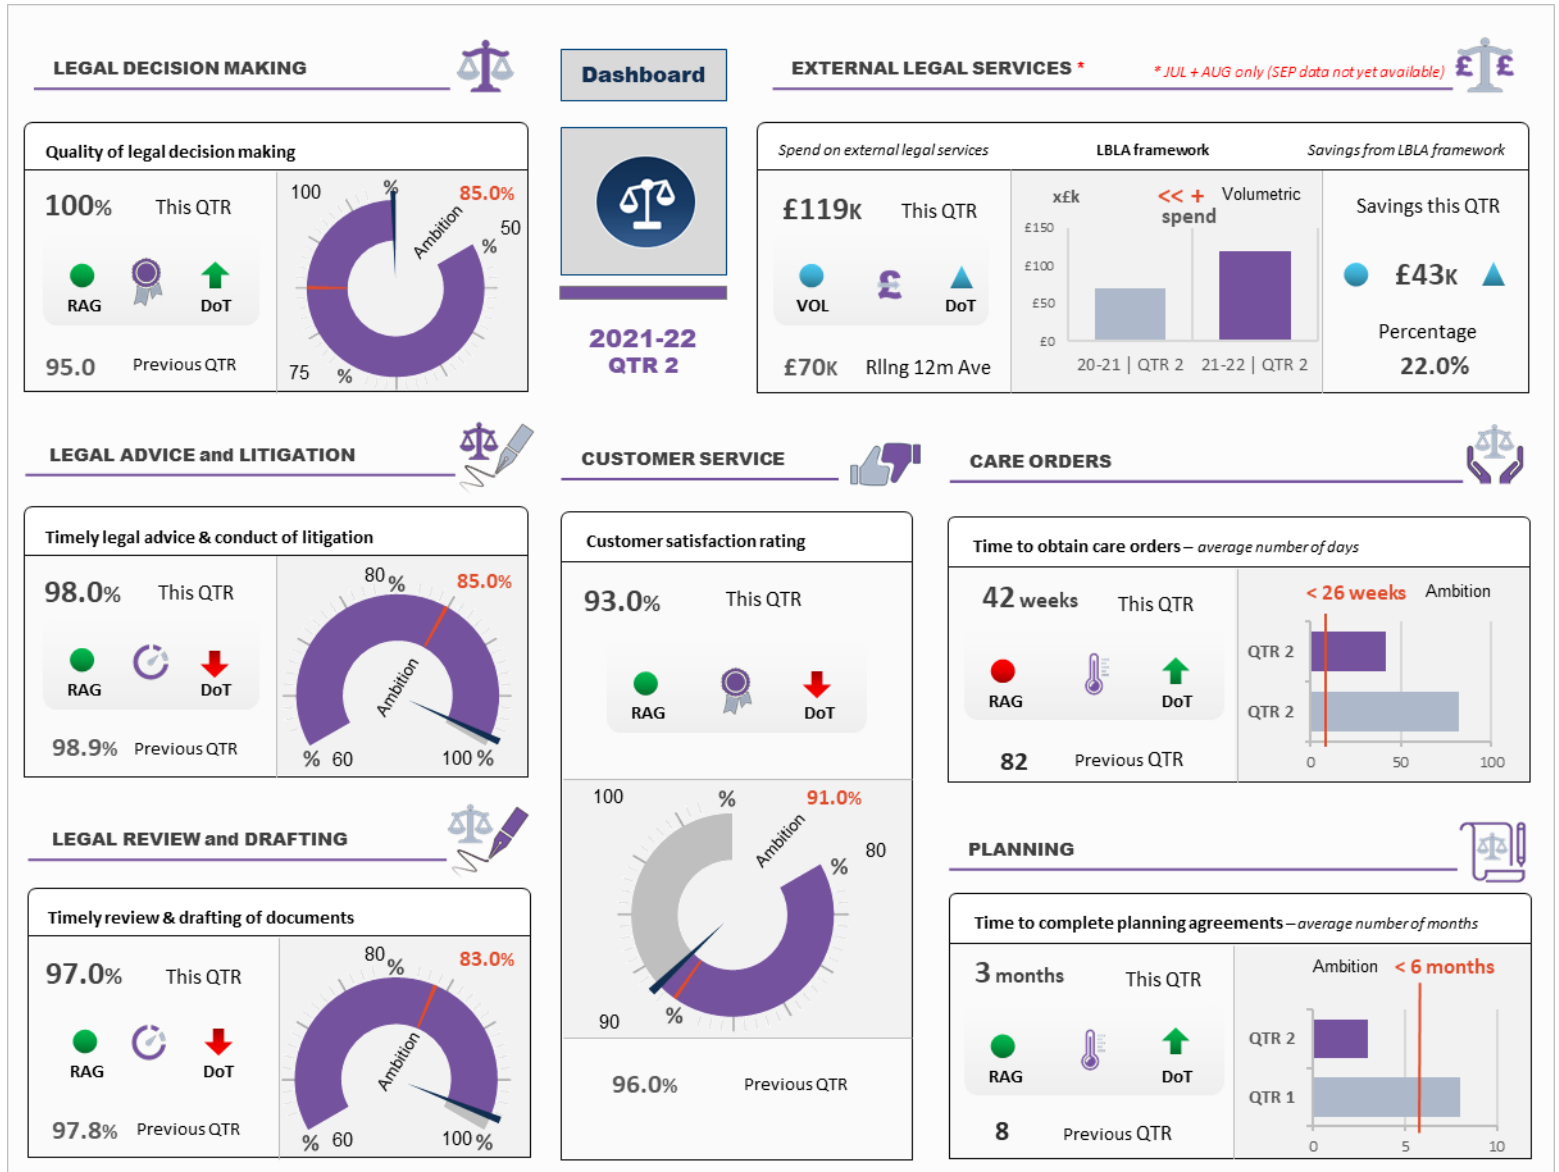 LEGAL DECISION MAKING
Quality of legal decision making
100% This QTR
RAG DoT
95.0 Previous QTR
100 % 85.0%
Ambition
50
%
75 %
Dashboard
2021-22
QTR 2
EXTERNAL LEGAL SERVICES * * JUL + AUG only (SEP data not yet available)
££
Spend on external legal services LBLA framework Savings from LBLA framework
£119K This QTR
£
VOL DoT
£70K Rllng 12m Ave
x£k << + Volumetric
spend
£150
£100
£50
£0
20-21 | QTR 2 21-22 | QTR 2
Savings this QTR
£43K
Percentage
22.0%
LEGAL ADVICE and LITIGATION
Timely legal advice & conduct of litigation
98.0% This QTR
RAG DoT
98.9% Previous QTR
80 % 85.0%
Ambition
% 60 100 %
LEGAL REVIEW and DRAFTING
Timely review & drafting of documents
97.0% This QTR
RAG DoT
97.8% Previous QTR
80 % 83.0%
Ambition
% 60 100 %
CUSTOMER SERVICE
Customer satisfaction rating
93.0% This QTR
RAG DoT
100 % 91.0%
Ambition
80
%
90 %
96.0% Previous QTR
CARE ORDERS
Time to obtain care orders – average number of days
42 weeks This QTR
RAG DoT
82 Previous QTR
< 26 weeks Ambition
QTR 2
QTR 2
0 50 100
PLANNING
Time to complete planning agreements – average number of months
3 months This QTR
RAG DoT
8 Previous QTR
Ambition < 6 months
QTR 2
QTR 1
0 5 10